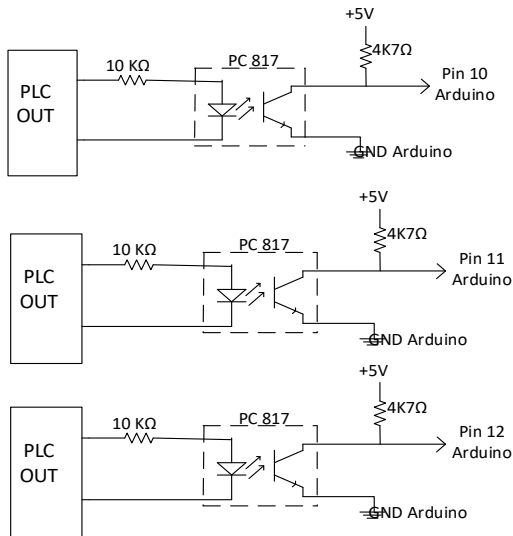 +5V
4K7Ω
PC 817
10 KΩ
PLC
OUT
Pin 10
Arduino
GND Arduino
+5V
4K7Ω
PC 817
10 KΩ
PLC
OUT
Pin 11
Arduino
GND Arduino
+5V
4K7Ω
PC 817
10 KΩ
PLC
OUT
Pin 12
Arduino
GND Arduino